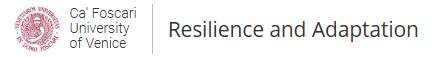 Ca' Foscari
University
of Venice
Resilience and Adaptation